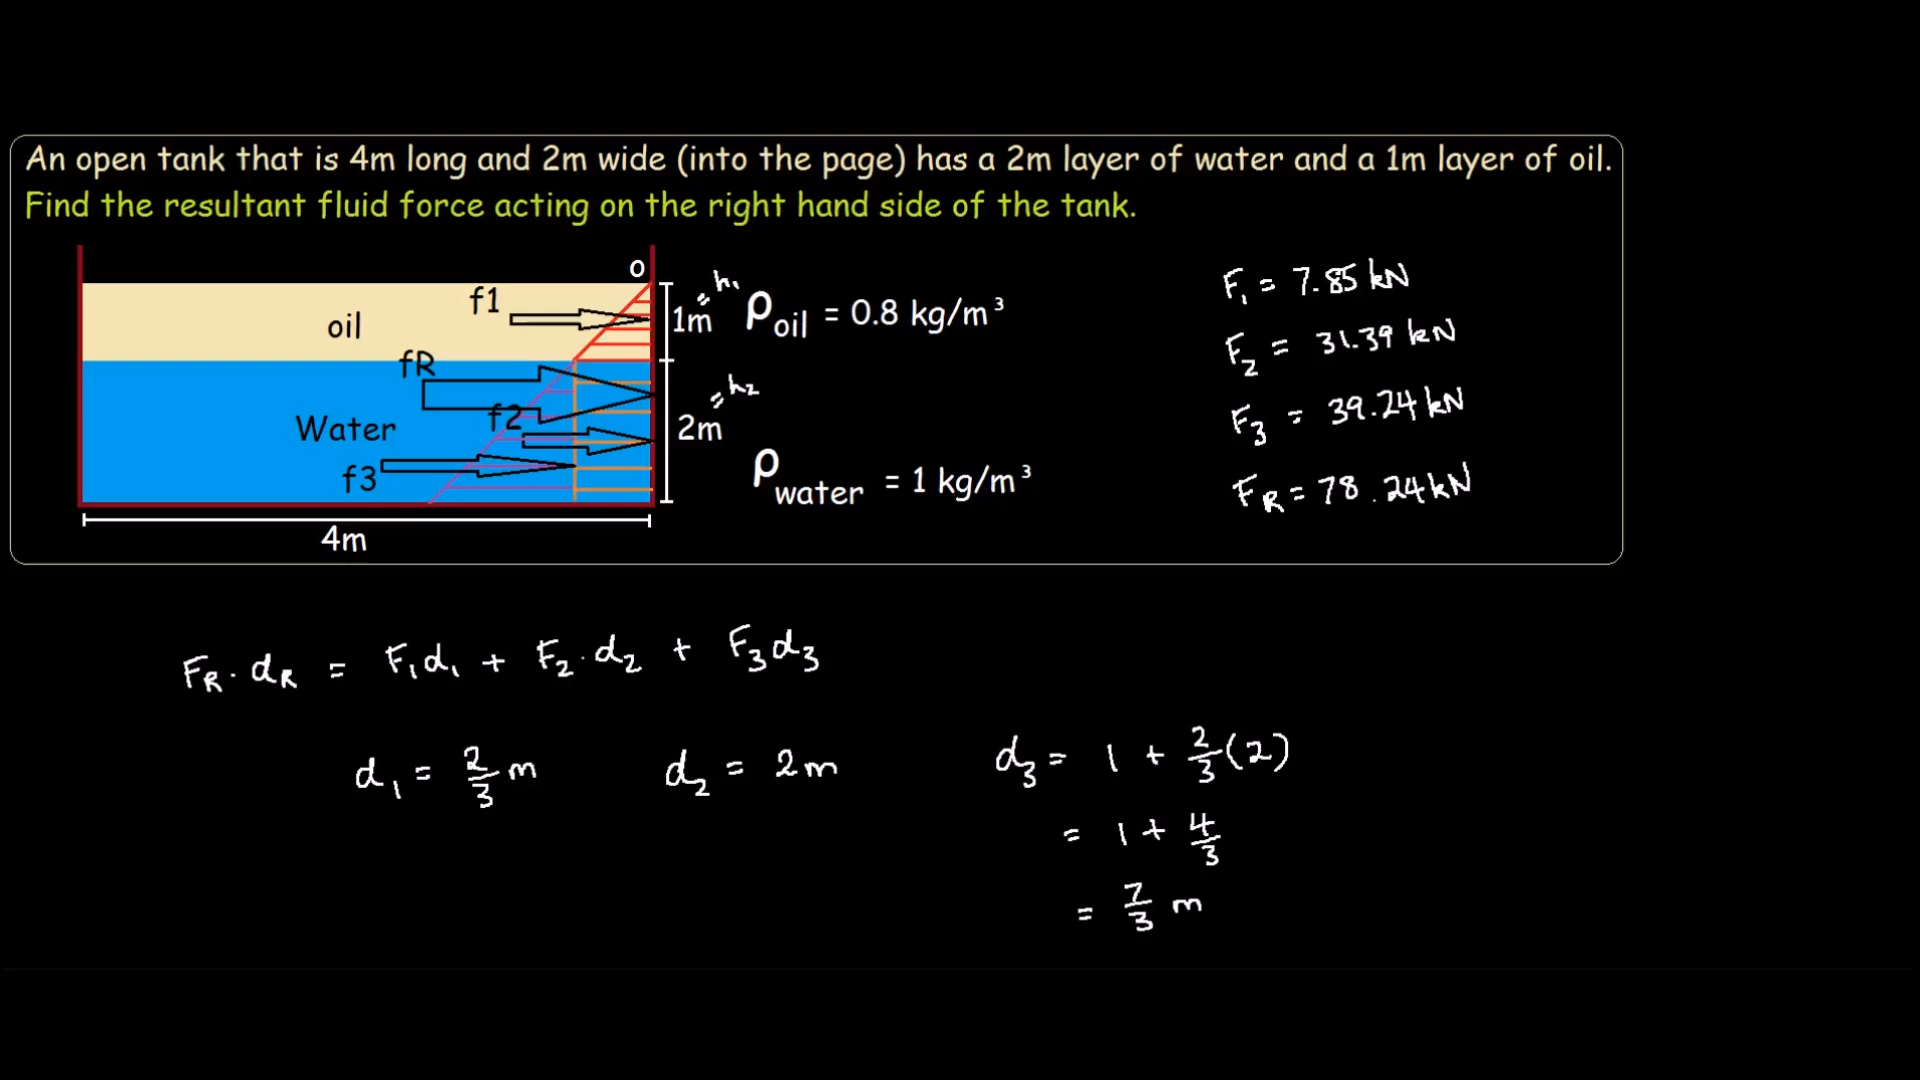 An open tank that is 4m long and 2m wide (into the page) has a 2m layer of water and a 1m layer of oil.
Find the resultant fluid force acting on the right hand side of the tank.
o
f1
oil
fR
f2
Water
f3
4m
1m = h₁
2m = h₂
ρoil = 0.8 kg/m³
ρwater = 1 kg/m³
F₁ = 7.85 kN
F₂ = 31.39 kN
F₃ = 39.24 kN
FR = 78.24 kN
FR · dR = F₁d₁ + F₂ · d₂ + F₃d₃
d₁ = 2/3 m
d₂ = 2m
d₃ = 1 + 2/3 (2)
= 1 + 4/3
= 7/3 m